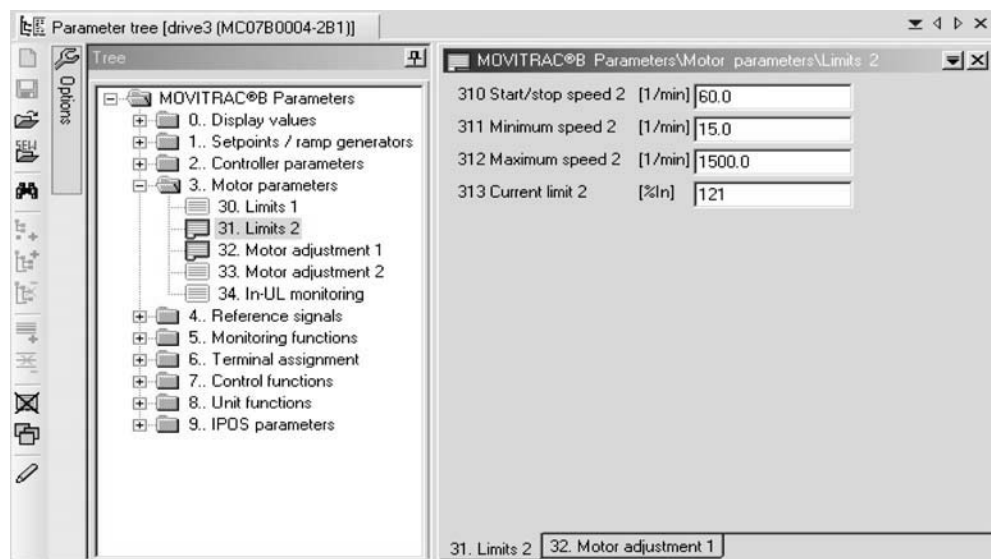 Parameter tree [drive3 (MC07B0004-2B1)]
Options
SEW
Tree
MOVITRAC®B Parameters
0.. Display values
1.. Setpoints / ramp generators
2.. Controller parameters
3.. Motor parameters
30. Limits 1
31. Limits 2
32. Motor adjustment 1
33. Motor adjustment 2
34. In-UL monitoring
4.. Reference signals
5.. Monitoring functions
6.. Terminal assignment
7.. Control functions
8.. Unit functions
9.. IPOS parameters
MOVITRAC®B Parameters\Motor parameters\Limits 2
310 Start/stop speed 2 [1/min] 60.0
311 Minimum speed 2 [1/min] 15.0
312 Maximum speed 2 [1/min] 1500.0
313 Current limit 2 [%In] 121
31. Limits 2 32. Motor adjustment 1